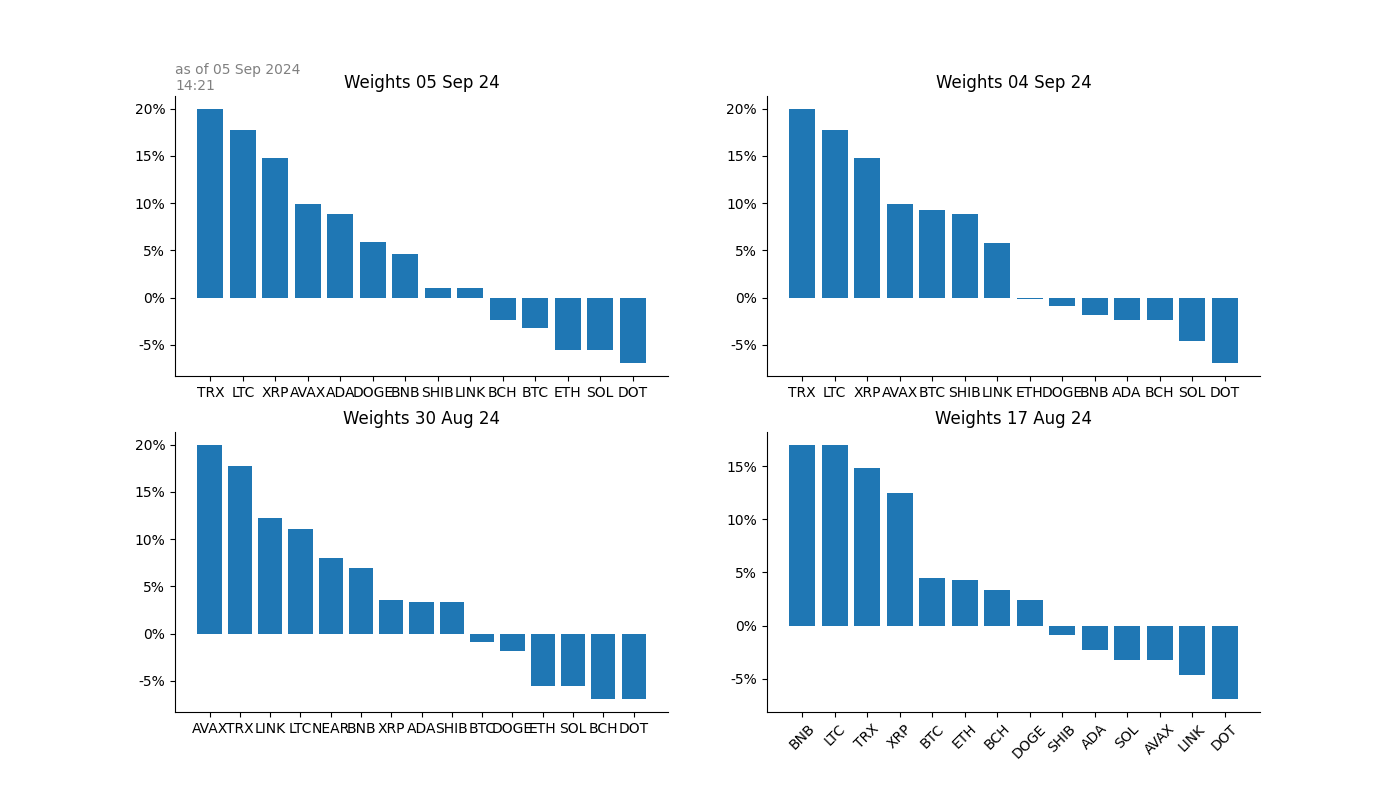 as of 05 Sep 2024
14:21
Weights 05 Sep 24
20%
15%
10%
5%
0%
-5%
TRX LTC XRP AVAX ADA DOGE BNB SHIB LINK BCH BTC ETH SOL DOT
Weights 04 Sep 24
20%
15%
10%
5%
0%
-5%
TRX LTC XRP AVAX BTC SHIB LINK ETH DOGE BNB ADA BCH SOL DOT
Weights 30 Aug 24
20%
15%
10%
5%
0%
-5%
AVAX TRX LINK LTC NEAR BNB XRP ADA SHIB BTC DOGE ETH SOL BCH DOT
Weights 17 Aug 24
15%
10%
5%
0%
-5%
BNB LTC TRX XRP BTC ETH BCH DOGE SHIB ADA SOL AVAX LINK DOT